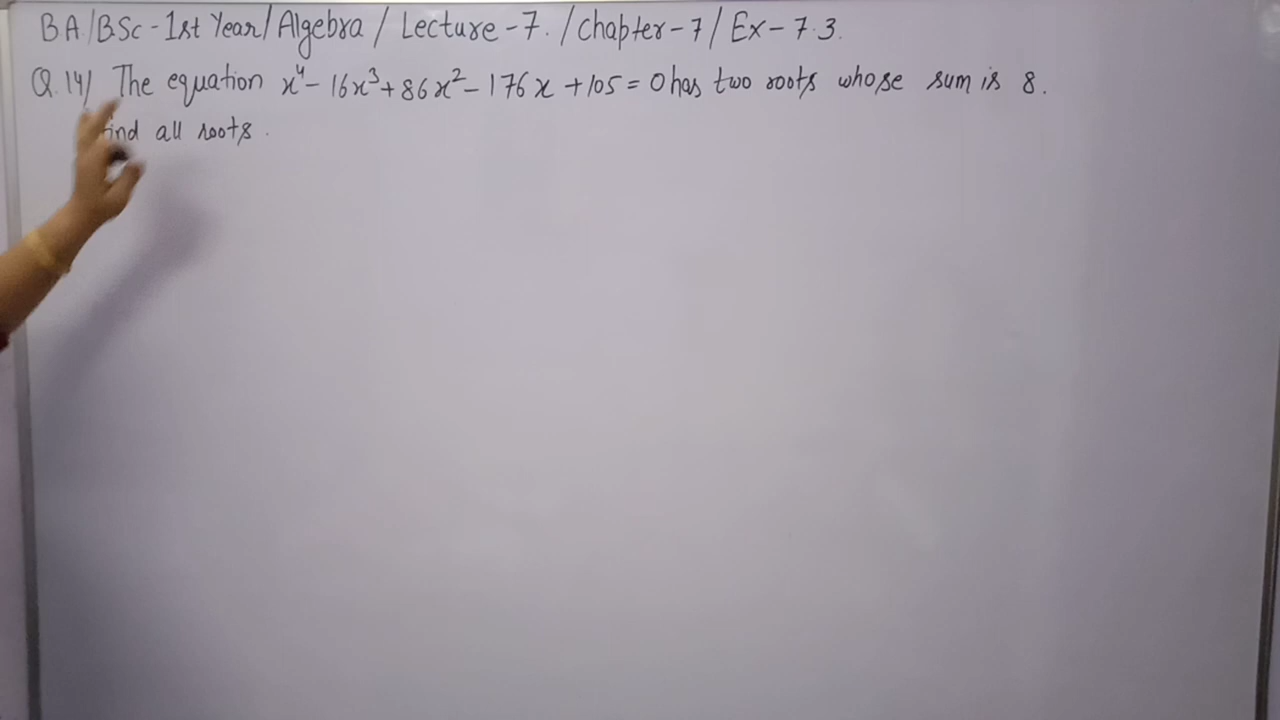 BA/BSc - 1st Year/Algebra / Lecture - 7. / Chapter - 7 / Ex - 7.3.
Q.14) The equation x⁴ - 16x³ + 86x² - 176x + 105 = 0 has two roots whose sum is 8.
find all roots.